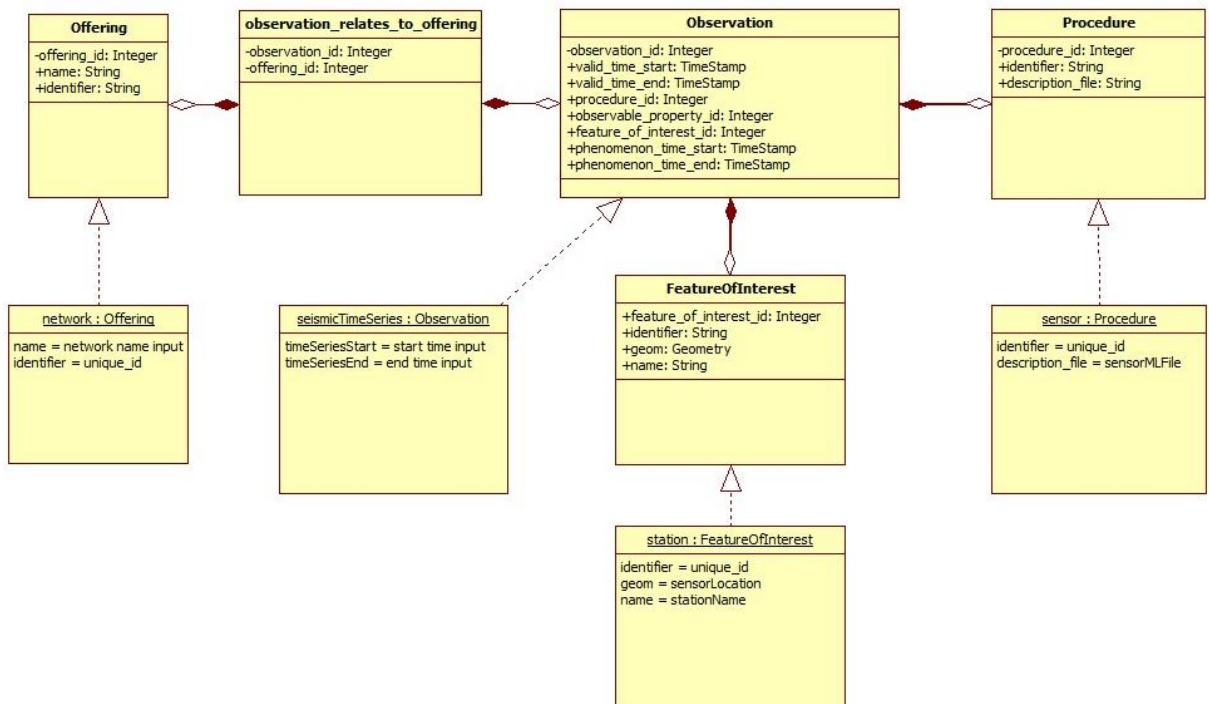 Offering
-offering_id: Integer
+name: String
+identifier: String
observation_relates_to_offering
-observation_id: Integer
-offering_id: Integer
Observation
-observation_id: Integer
+valid_time_start: TimeStamp
+valid_time_end: TimeStamp
+procedure_id: Integer
+observable_property_id: Integer
+feature_of_interest_id: Integer
+phenomenon_time_start: TimeStamp
+phenomenon_time_end: TimeStamp
Procedure
-procedure_id: Integer
+identifier: String
+description_file: String
network : Offering
name = network name input
identifier = unique_id
seismicTimeSeries : Observation
timeSeriesStart = start time input
timeSeriesEnd = end time input
FeatureOfInterest
+feature_of_interest_id: Integer
+identifier: String
+geom: Geometry
+name: String
sensor : Procedure
identifier = unique_id
description_file = sensorMLFile
station : FeatureOfInterest
identifier = unique_id
geom = sensorLocation
name = stationName